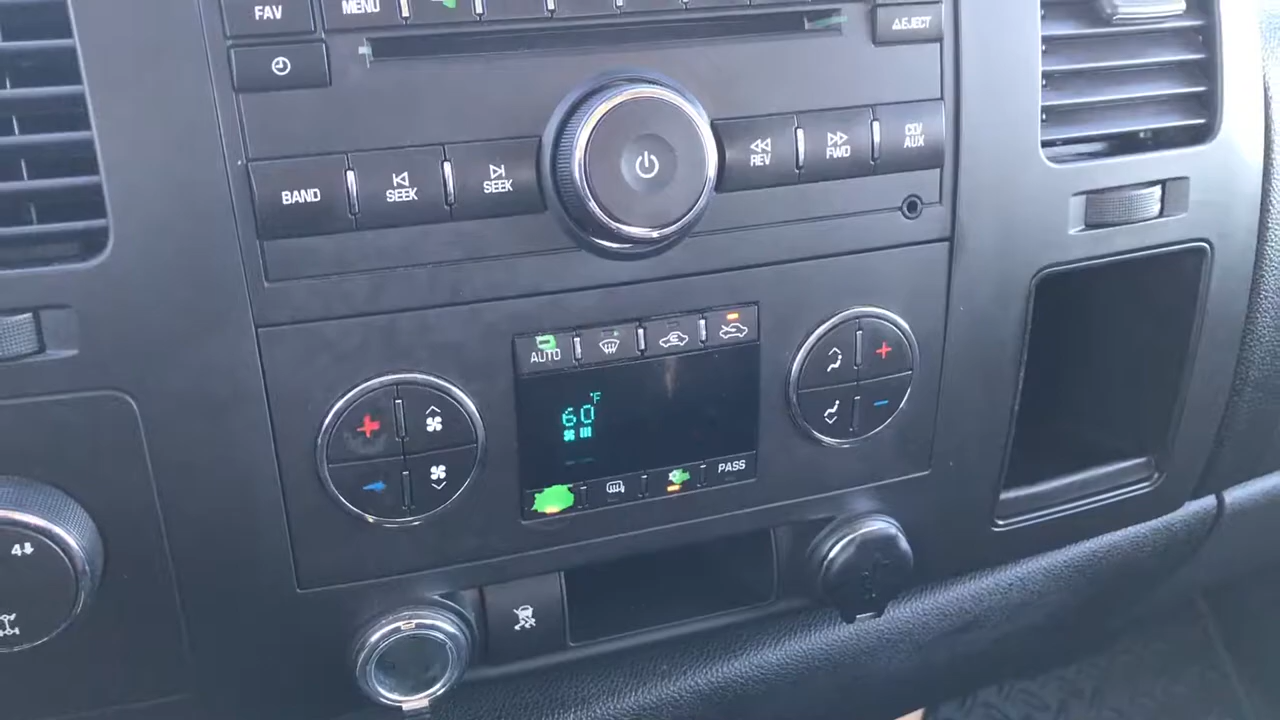 FAV
MENU
EJECT
BAND
SEEK
SEEK
REV
FWD
CD/
AUX
AUTO
60 °F
PASS
4